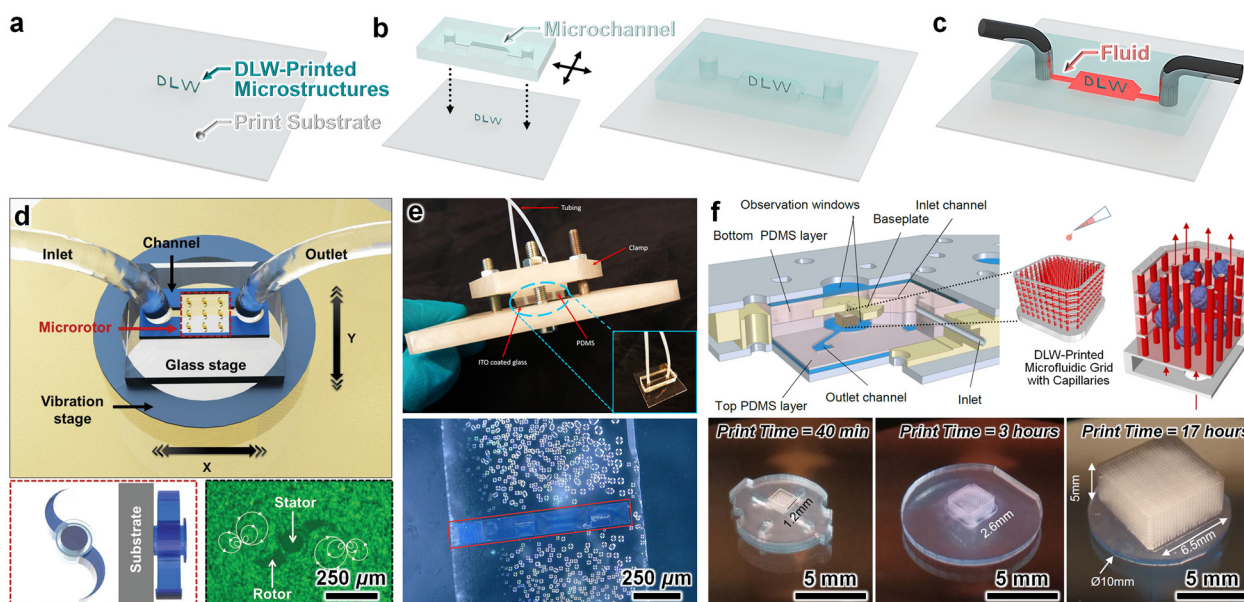 a
DLW
DLW-Printed
Microstructures
Print Substrate
b
Microchannel
DLW
DLW
c
Fluid
DLW
d
Inlet
Channel
Outlet
Microrotor
Y
Glass stage
Vibration
stage
X
Substrate
Stator
Rotor
250 μm
e
Tubing
Clamp
ITO coated glass
PDMS
250 μm
f
Observation windows
Bottom PDMS layer
Baseplate
Inlet channel
Top PDMS layer
Outlet channel
Inlet
DLW-Printed
Microfluidic Grid
with Capillaries
Print Time = 40 min
1.2mm
5 mm
Print Time = 3 hours
2.6mm
5 mm
Print Time = 17 hours
5mm
6.5mm
Ø10mm
5 mm